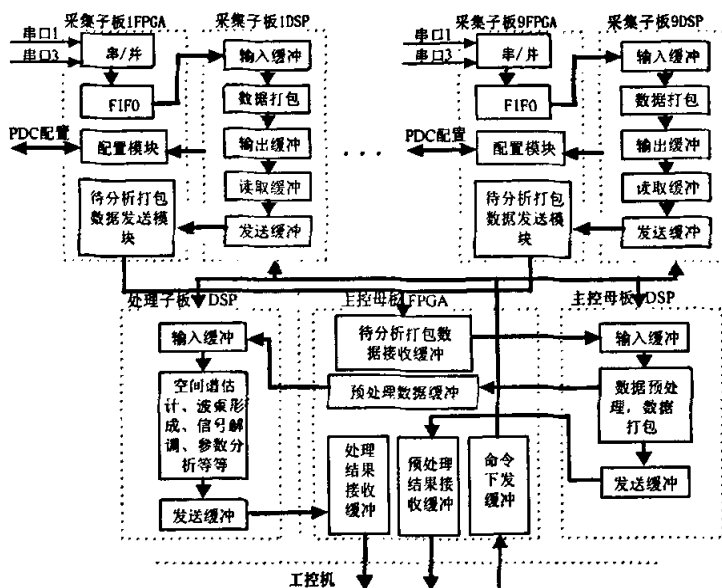 采集子板1FPGA
采集子板1DSP
采集子板9FPGA
采集子板9DSP
串口1
串口3
串/并
FIFO
PDC配置
配置模块
待分析打包
数据发送模
块
输入缓冲
数据打包
输出缓冲
读取缓冲
发送缓冲
...
串口1
串口3
串/并
FIFO
PDC配置
配置模块
待分析打包
数据发送模
块
输入缓冲
数据打包
输出缓冲
读取缓冲
发送缓冲
处理子板 DSP
主控母板FPGA
主控母板 DSP
输入缓冲
空间谱估
计、波束形
成、信号解
调、参数分
析等等
发送缓冲
待分析打包数
据接收缓冲
预处理数据缓冲
处理
结果
接收
缓冲
预处理
结果接
收缓冲
命令
下发
缓冲
输入缓冲
数据预处
理，数据
打包
发送缓冲
工控机